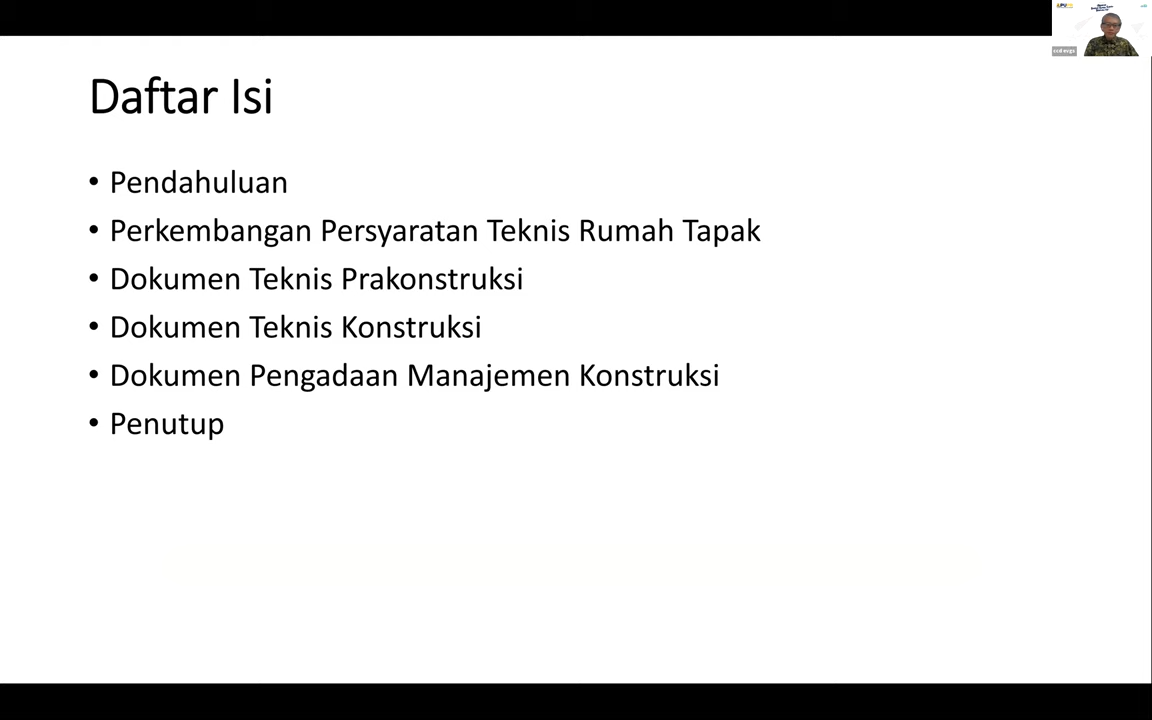 Daftar Isi
• Pendahuluan
• Perkembangan Persyaratan Teknis Rumah Tapak
• Dokumen Teknis Prakonstruksi
• Dokumen Teknis Konstruksi
• Dokumen Pengadaan Manajemen Konstruksi
• Penutup